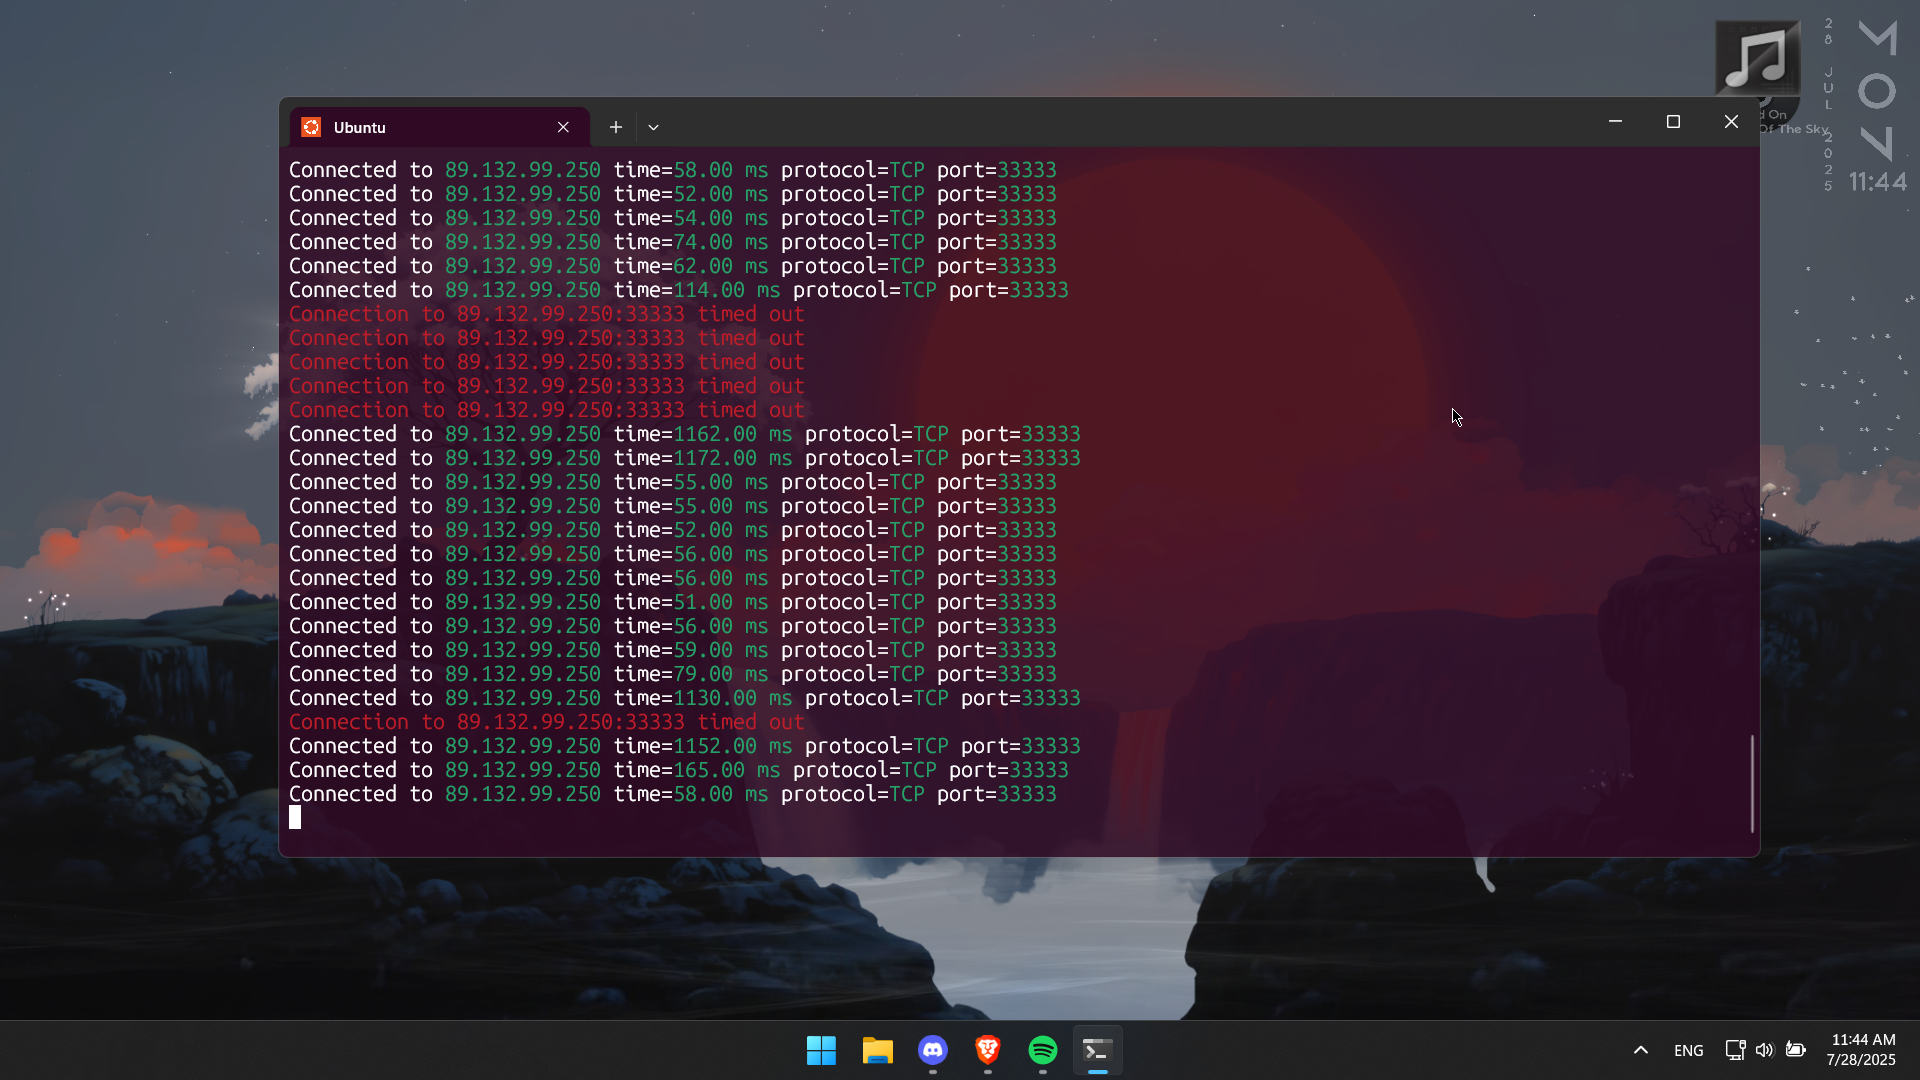 Ubuntu
Connected to 89.132.99.250 time=58.00 ms protocol=TCP port=33333
Connected to 89.132.99.250 time=52.00 ms protocol=TCP port=33333
Connected to 89.132.99.250 time=54.00 ms protocol=TCP port=33333
Connected to 89.132.99.250 time=74.00 ms protocol=TCP port=33333
Connected to 89.132.99.250 time=62.00 ms protocol=TCP port=33333
Connected to 89.132.99.250 time=114.00 ms protocol=TCP port=33333
Connection to 89.132.99.250:33333 timed out
Connection to 89.132.99.250:33333 timed out
Connection to 89.132.99.250:33333 timed out
Connection to 89.132.99.250:33333 timed out
Connection to 89.132.99.250:33333 timed out
Connected to 89.132.99.250 time=1162.00 ms protocol=TCP port=33333
Connected to 89.132.99.250 time=1172.00 ms protocol=TCP port=33333
Connected to 89.132.99.250 time=55.00 ms protocol=TCP port=33333
Connected to 89.132.99.250 time=55.00 ms protocol=TCP port=33333
Connected to 89.132.99.250 time=52.00 ms protocol=TCP port=33333
Connected to 89.132.99.250 time=56.00 ms protocol=TCP port=33333
Connected to 89.132.99.250 time=56.00 ms protocol=TCP port=33333
Connected to 89.132.99.250 time=51.00 ms protocol=TCP port=33333
Connected to 89.132.99.250 time=56.00 ms protocol=TCP port=33333
Connected to 89.132.99.250 time=59.00 ms protocol=TCP port=33333
Connected to 89.132.99.250 time=79.00 ms protocol=TCP port=33333
Connected to 89.132.99.250 time=1130.00 ms protocol=TCP port=33333
Connection to 89.132.99.250:33333 timed out
Connected to 89.132.99.250 time=1152.00 ms protocol=TCP port=33333
Connected to 89.132.99.250 time=165.00 ms protocol=TCP port=33333
Connected to 89.132.99.250 time=58.00 ms protocol=TCP port=33333
28 JUL 2025
MON
11:44
On
Of The Sky
ENG
11:44 AM
7/28/2025